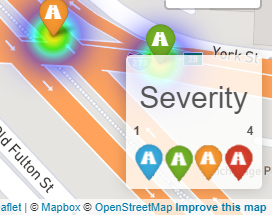 York St
Severity
1 4
Old Fulton St
aflet | © Mapbox © OpenStreetMap Improve this map